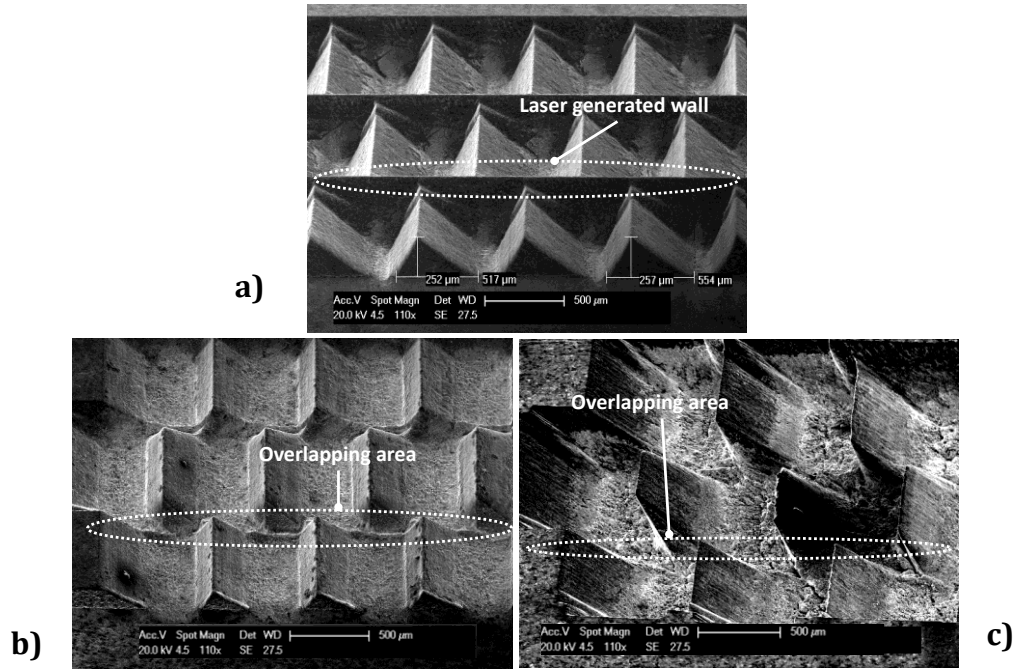 Laser generated wall
252 µm 517 µm 257 µm 554 µm
a)
Acc.V Spot Magn Det WD 500 µm
20.0 kV 4.5 110x SE 27.5
Overlapping area
b)
Acc.V Spot Magn Det WD 500 µm
20.0 kV 4.5 110x SE 27.5
Overlapping area
c)
Acc.V Spot Magn Det WD 500 µm
20.0 kV 4.5 110x SE 27.5